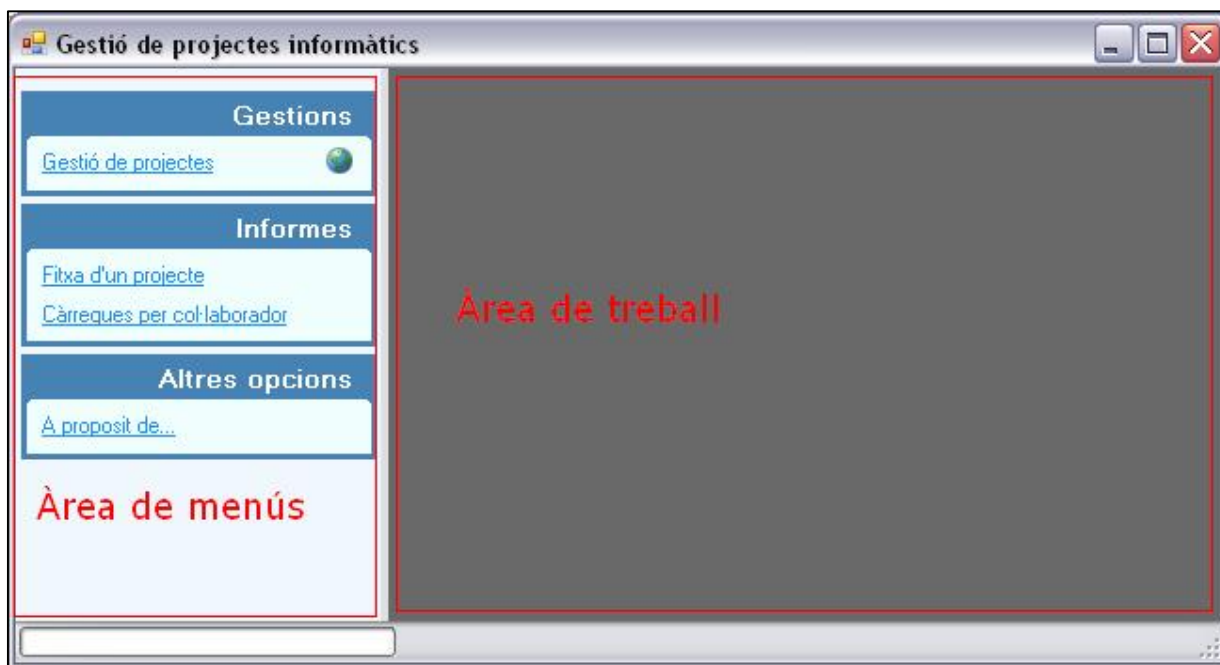 Gestió de projectes informàtics
Gestions
Gestió de projectes
Informes
Fitxa d'un projecte
Càrreques per col·laborador
Altres opcions
A proposit de...
Àrea de menús
Àrea de treball